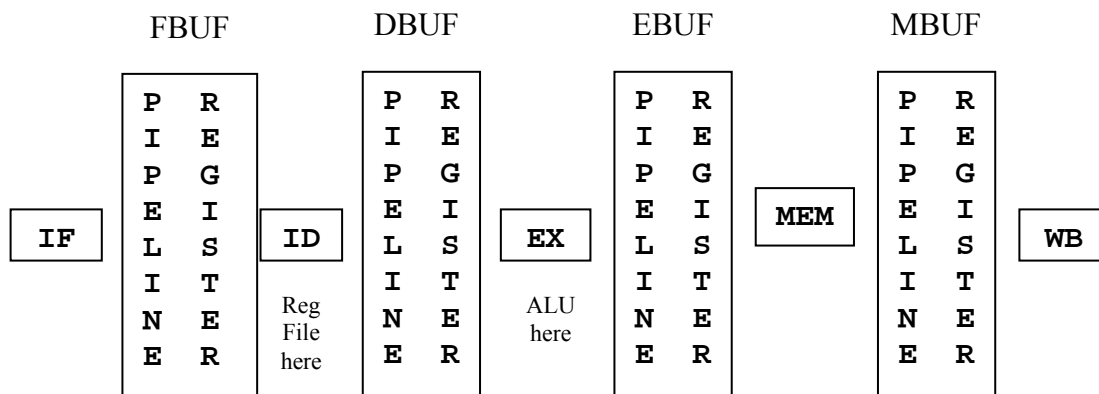 FBUF DBUF EBUF MBUF
P R P R P R P R
I E I E I E I E
P G P G P G P G
E I E I E I E I
L S L S L S L S
I T I T I T I T
N E N E N E N E
E R E R E R E R
IF ID EX MEM WB
Reg ALU
File here
here